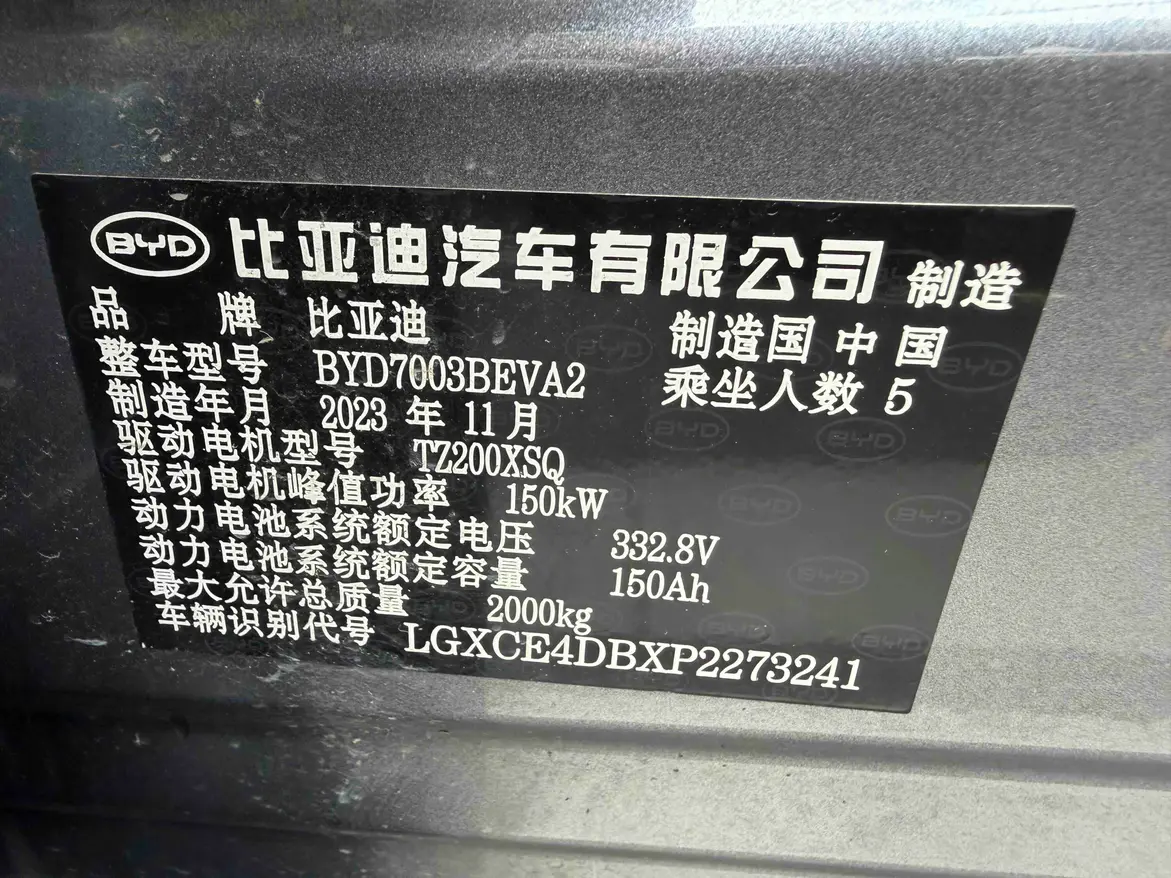 BYD 比亚迪汽车有限公司 制造
品牌 比亚迪 制造国 中国
整车型号 BYD7003BEVA2 乘坐人数 5
制造年月 2023 年 11 月
驱动电机型号 TZ200XSQ
驱动电机峰值功率 150kW
动力电池系统额定电压 332.8V
动力电池系统额定容量 150Ah
最大允许总质量 2000kg
车辆识别代号 LGXCE4DBXP2273241